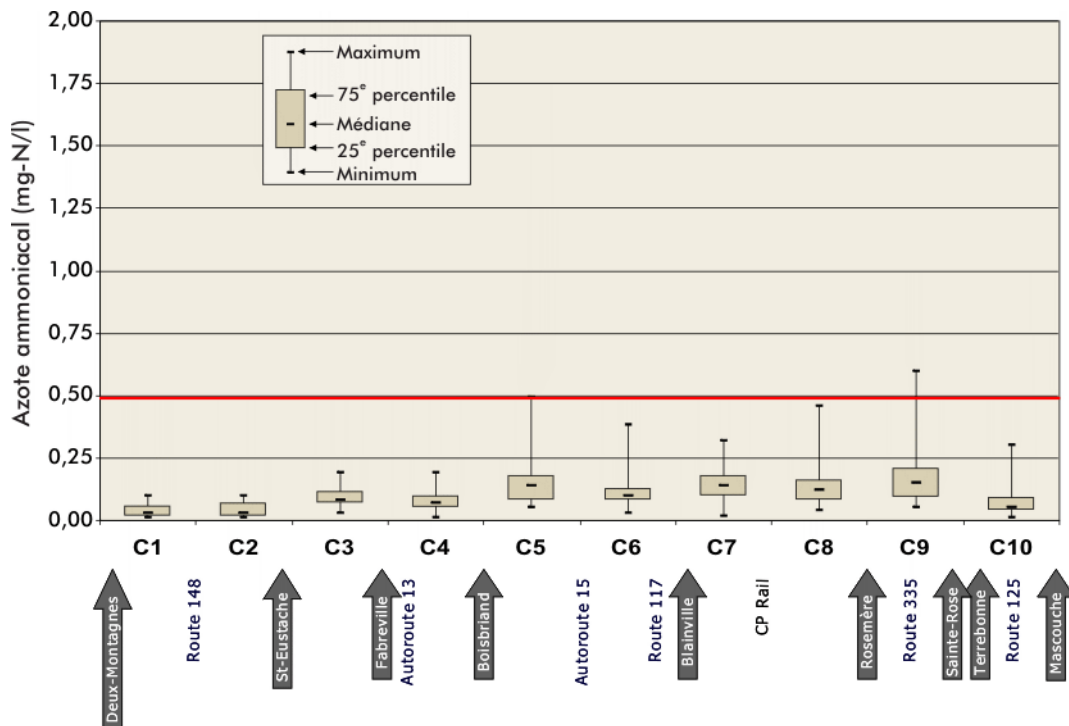 Azote ammoniacal (mg-N/l)
2,00
1,75
1,50
1,25
1,00
0,75
0,50
0,25
0,00
Maximum
75e percentile
Médiane
25e percentile
Minimum
C1 C2 C3 C4 C5 C6 C7 C8 C9 C10
Deux-Montagnes
Route 148
St-Eustache
Fabreville
Autoroute 13
Boisbriand
Autoroute 15
Route 117
Blainville
CP Rail
Rosemère
Route 335
Sainte-Rose
Terrebonne
Route 125
Mascouche